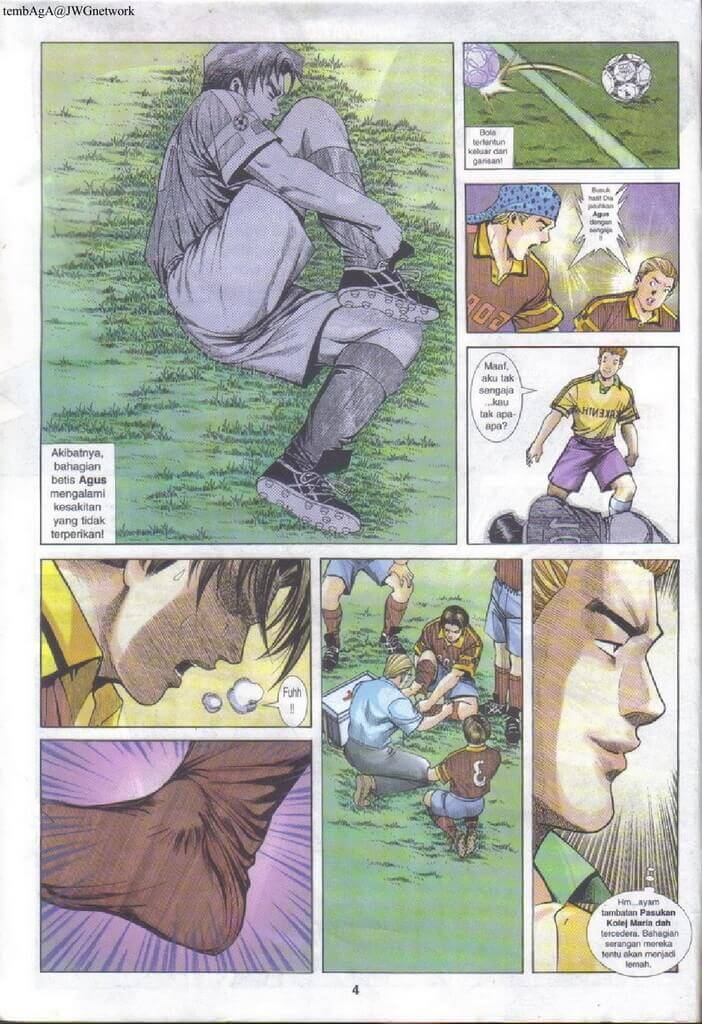 tembAgA@JWGnetwork
Akibatnya,
bahagian
betis Agus
mengalami
kesakitan
yang tidak
terperikan!
Bola
terlantun
keluar dari
garisan!
Busuk
hati! Dia
jatuhkan
Agus
dengan
sengaja
!!
Maaf,
aku tak
sengaja
...kau
tak apa-
apa?
Fuhh
!!
3
Hm...ayam
tambatan Pasukan
Kolej Maria dah
tercedera. Bahagian
serangan mereka
tentu akan menjadi
lemah.
4